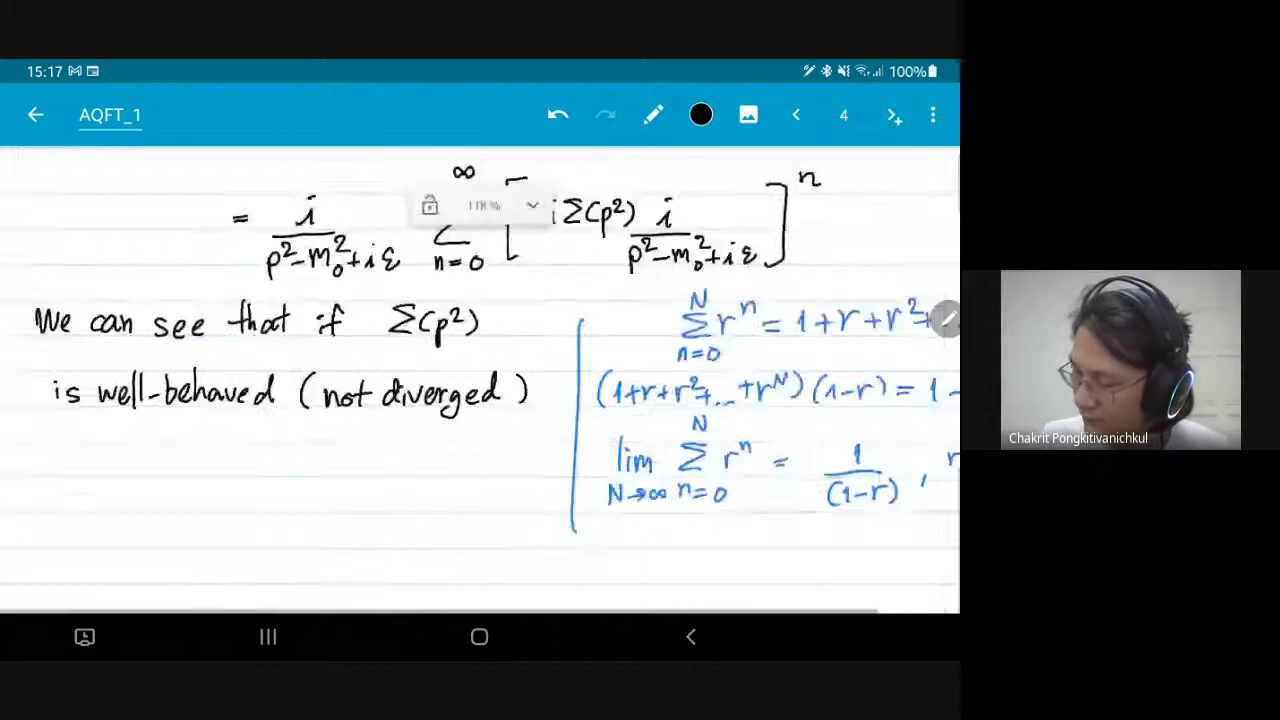 15:17 100%
AQFT_1 4
= i/(p²-m₀²+iε) ∑_{n=0}^{∞} [ iΣ(p²) i/(p²-m₀²+iε) ]ⁿ
118%
We can see that if Σ(p²)
is well-behaved (not diverged)
∑_{n=0}^{N} rⁿ = 1+r+r²+
(1+r+r²+...+r^N)(1-r) = 1-
lim_{N→∞} ∑_{n=0}^{N} rⁿ = 1/(1-r) , r
Chakrit Pongkitivanichkul